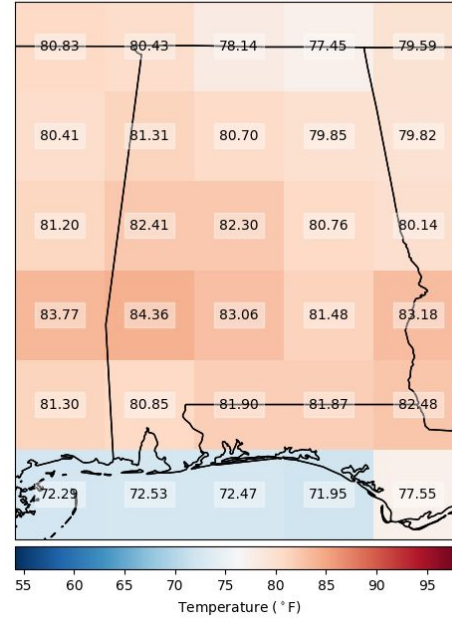 80.83 80.43 78.14 77.45 79.59
80.41 81.31 80.70 79.85 79.82
81.20 82.41 82.30 80.76 80.14
83.77 84.36 83.06 81.48 83.18
81.30 80.85 81.90 81.87 82.48
72.29 72.53 72.47 71.95 77.55
55 60 65 70 75 80 85 90 95
Temperature (°F)